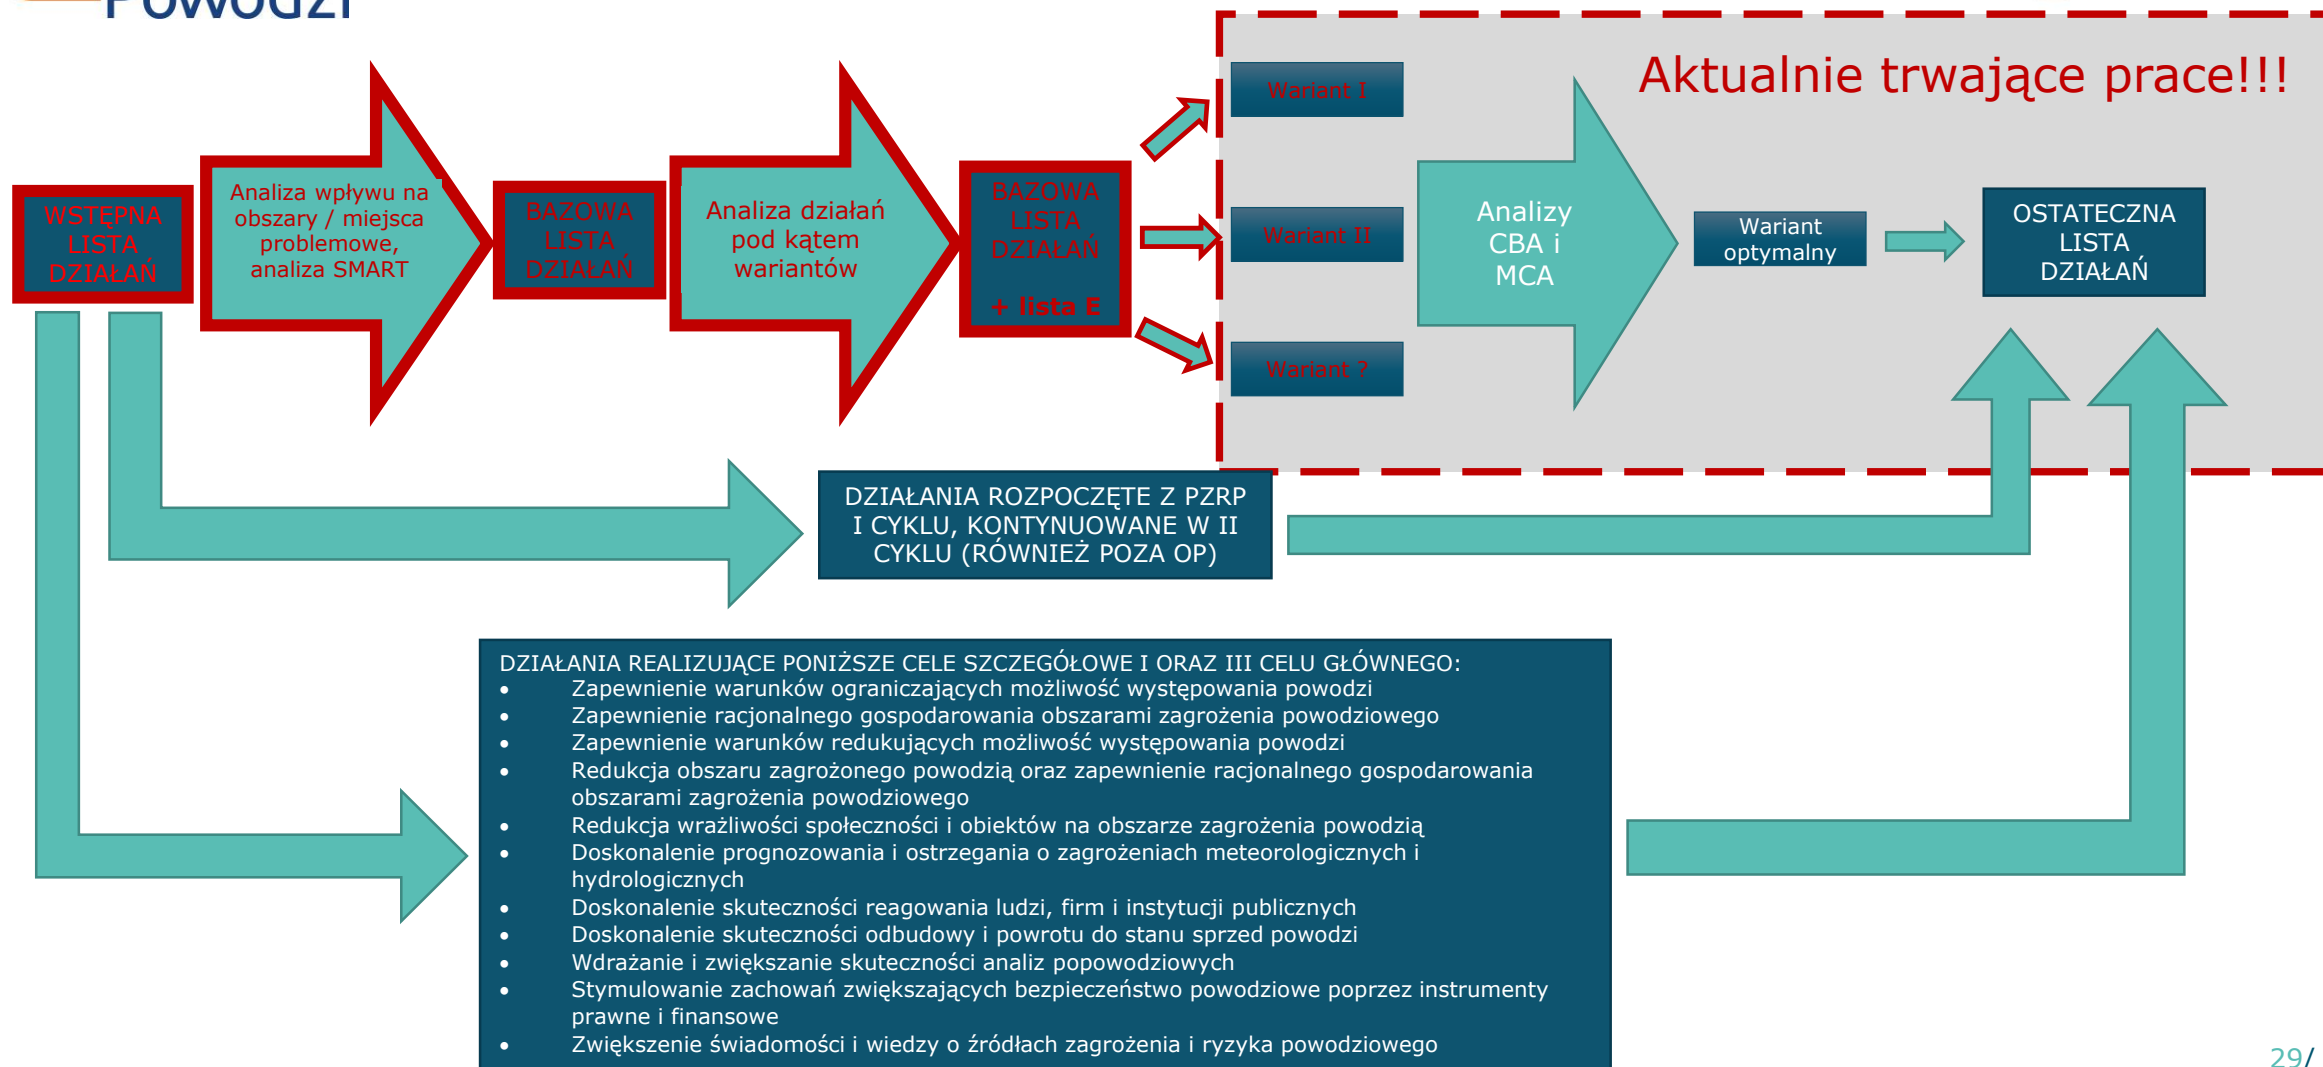 Powodzi
Aktualnie trwające prace!!!
WSTĘPNA
LISTA
DZIAŁAŃ
Analiza wpływu na
obszary / miejsca
problemowe,
analiza SMART
BAZOWA
LISTA
DZIAŁAŃ
Analiza działań
pod kątem
wariantów
BAZOWA
LISTA
DZIAŁAŃ
+ lista E
Wariant I
Wariant II
Wariant ?
Analizy
CBA i
MCA
Wariant
optymalny
OSTATECZNA
LISTA
DZIAŁAŃ
DZIAŁANIA ROZPOCZĘTE Z PZRP
I CYKLU, KONTYNUOWANE W II
CYKLU (RÓWNIEŻ POZA OP)
DZIAŁANIA REALIZUJĄCE PONIŻSZE CELE SZCZEGÓŁOWE I ORAZ III CELU GŁÓWNEGO:
• Zapewnienie warunków ograniczających możliwość występowania powodzi
• Zapewnienie racjonalnego gospodarowania obszarami zagrożenia powodziowego
• Zapewnienie warunków redukujących możliwość występowania powodzi
• Redukcja obszaru zagrożonego powodzią oraz zapewnienie racjonalnego gospodarowania
obszarami zagrożenia powodziowego
• Redukcja wrażliwości społeczności i obiektów na obszarze zagrożenia powodzią
• Doskonalenie prognozowania i ostrzegania o zagrożeniach meteorologicznych i
hydrologicznych
• Doskonalenie skuteczności reagowania ludzi, firm i instytucji publicznych
• Doskonalenie skuteczności odbudowy i powrotu do stanu sprzed powodzi
• Wdrażanie i zwiększanie skuteczności analiz popowodziowych
• Stymulowanie zachowań zwiększających bezpieczeństwo powodziowe poprzez instrumenty
prawne i finansowe
• Zwiększenie świadomości i wiedzy o źródłach zagrożenia i ryzyka powodziowego
29/